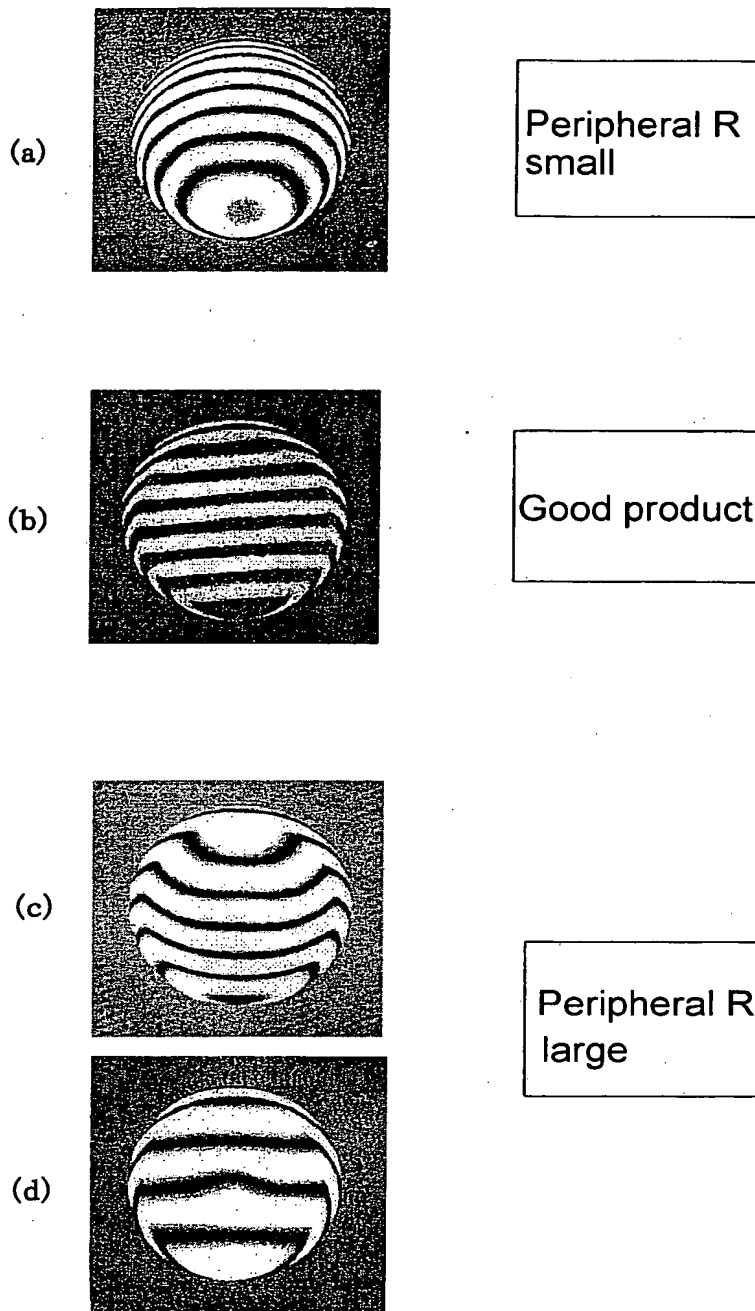 (a)
Peripheral R
small
(b)
Good product
(c)
Peripheral R
large
(d)